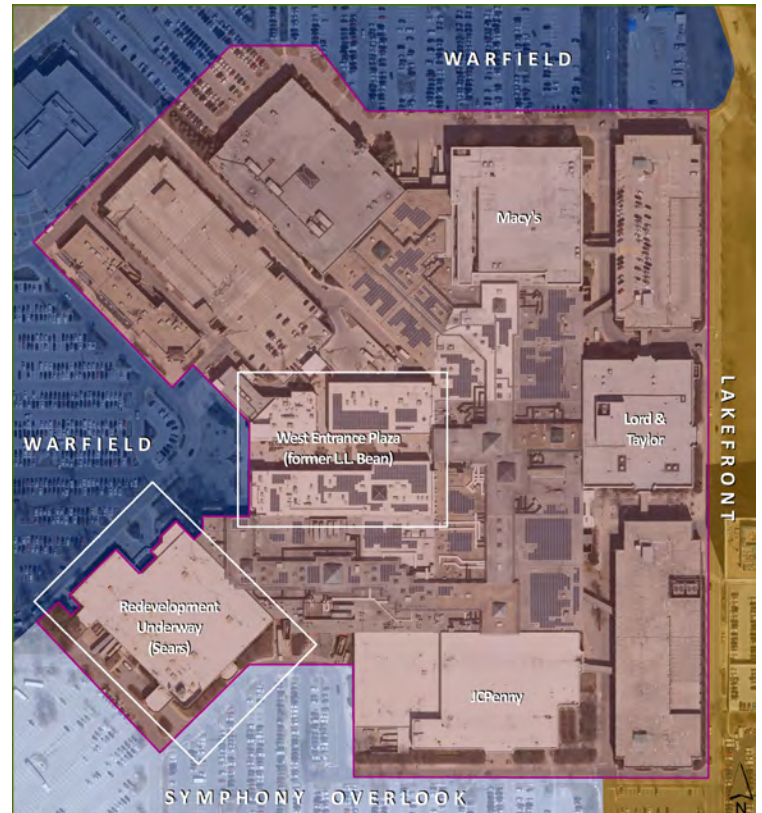 WARFIELD
Macy's
Lord &
Taylor
LAKEFRONT
West Entrance Plaza
(former L.L. Bean)
WARFIELD
Redevelopment
Underway
(Sears)
JCPenny
SYMPHONY OVERLOOK
N